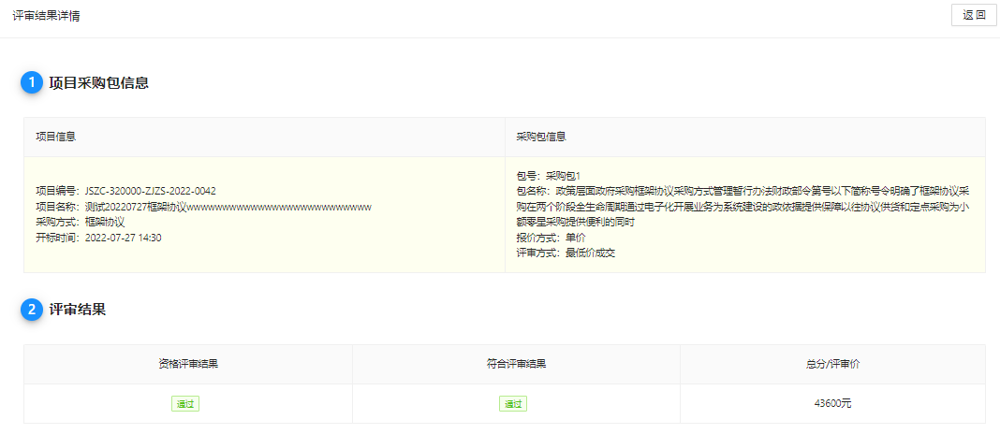 评审结果详情
返 回
1 项目采购包信息
项目信息
采购包信息
项目编号：JSZC-320000-ZJZS-2022-0042
项目名称：测试20220727框架协议wwwwwwwwwwwwwwwwwwwwwwwwww
采购方式：框架协议
开标时间：2022-07-27 14:30
包号：采购包1
包名称：政策层面政府采购框架协议采购方式管理暂行办法财政部令第号以下简称号令明确了框架协议采
购在两个阶段全生命周期通过电子化开展业务为系统建设的政依据提供保障以往协议供货和定点采购为小
额零星采购提供便利的同时
报价方式：单价
评审方式：最低价成交
2 评审结果
资格评审结果
符合评审结果
总分/评审价
通过
通过
43600元